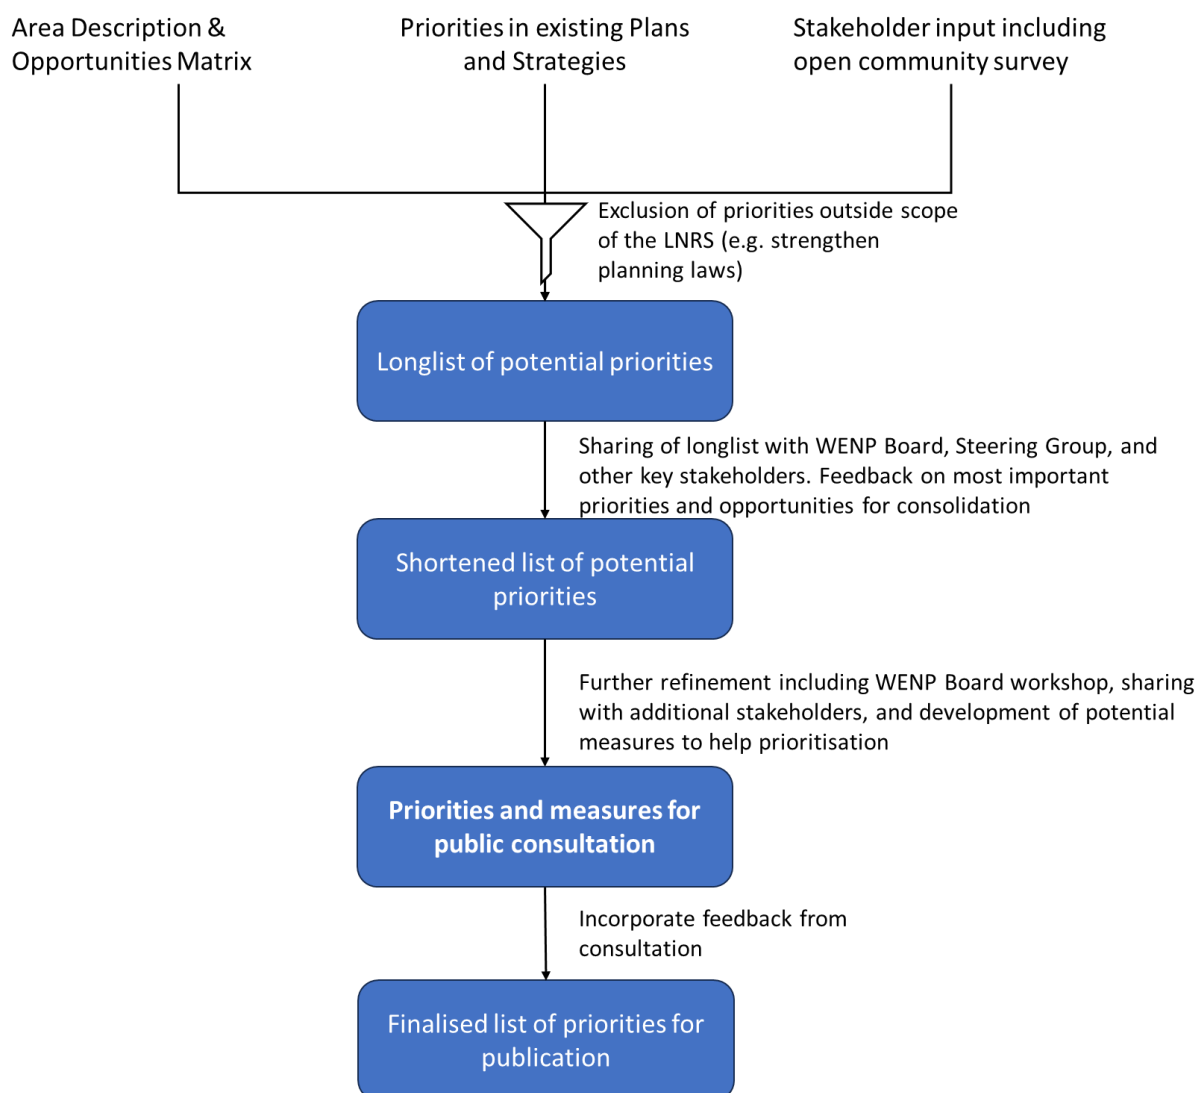 Area Description &
Opportunities Matrix
Priorities in existing Plans
and Strategies
Stakeholder input including
open community survey
Exclusion of priorities outside scope
of the LNRS (e.g. strengthen
planning laws)
Longlist of potential priorities
Sharing of longlist with WENP Board, Steering Group, and
other key stakeholders. Feedback on most important
priorities and opportunities for consolidation
Shortened list of potential
priorities
Further refinement including WENP Board workshop, sharing
with additional stakeholders, and development of potential
measures to help prioritisation
Priorities and measures for
public consultation
Incorporate feedback from
consultation
Finalised list of priorities for
publication